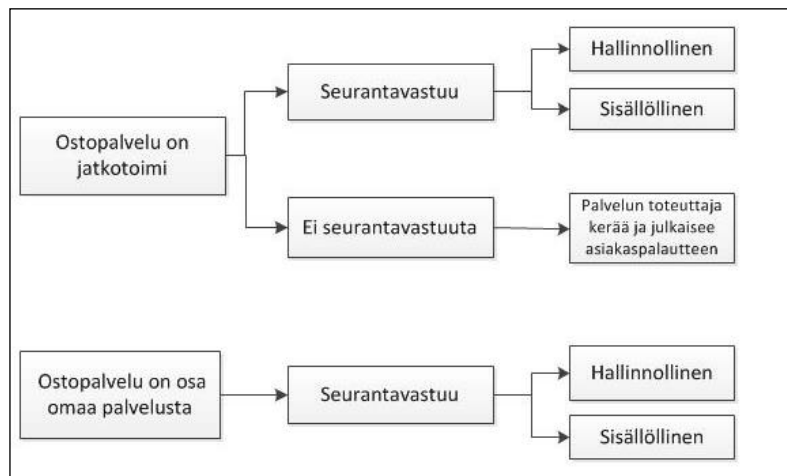 Hallinnollinen
Seurantavastuu
Sisällöllinen
Ostopalvelu on
jatkotoimi
Ei seurantavastuuta
Palvelun toteuttaja
kerää ja julkaisee
asiakaspalautteen
Hallinnollinen
Ostopalvelu on osa
omaa palvelusta
Seurantavastuu
Sisällöllinen